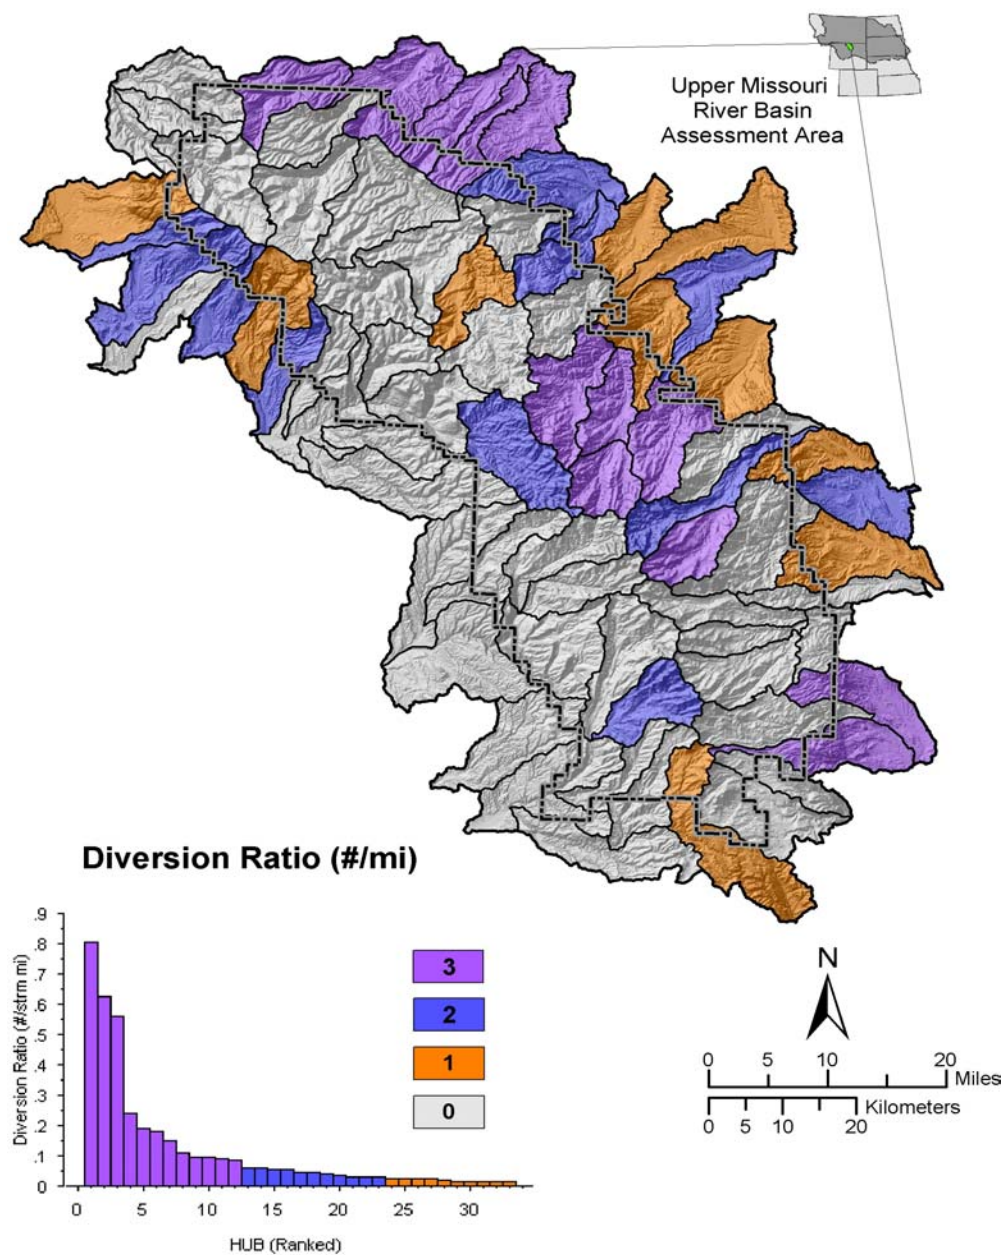 Upper Missouri
River Basin
Assessment Area
Diversion Ratio (#/mi)
Diversion Ratio (#/strm mi)
.9
.8
.7
.6
.5
.4
.3
.2
.1
0
0 5 10 15 20 25 30
HUB (Ranked)
3
2
1
0
N
0 5 10 20
Miles
Kilometers
0 5 10 20